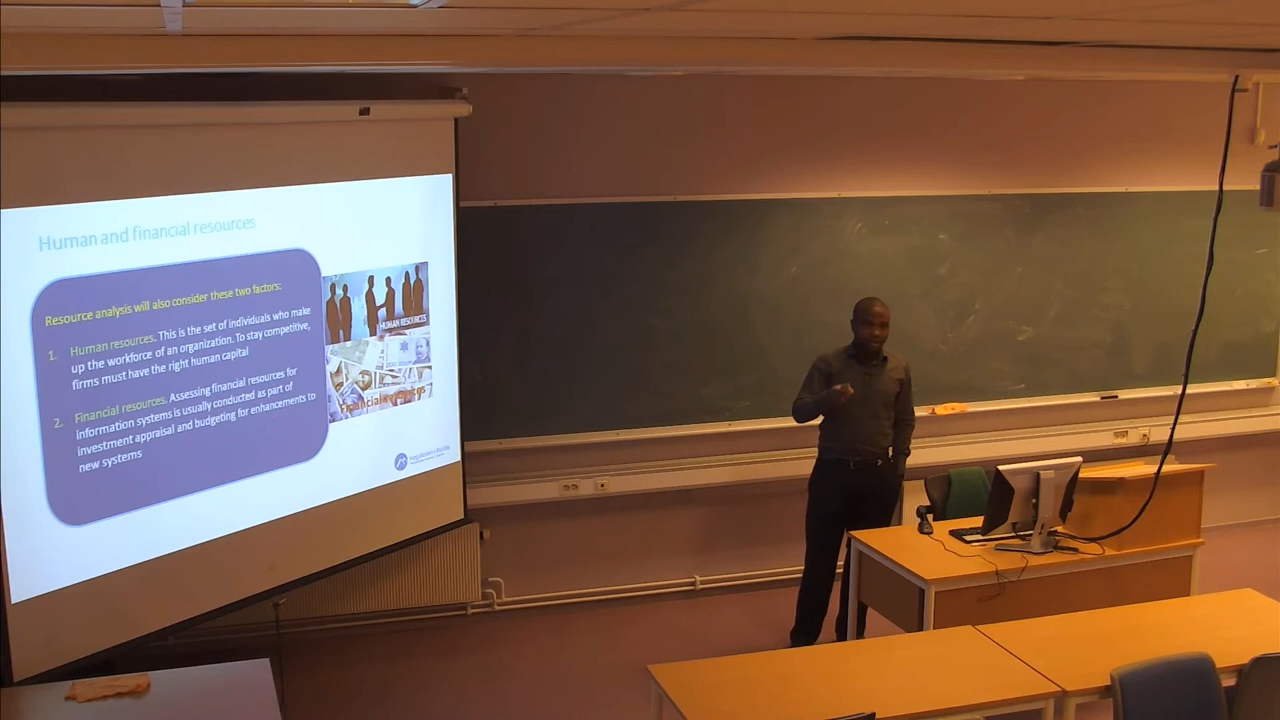 Human and financial resources
Resource analysis will also consider these two factors:
1. Human resources. This is the set of individuals who make
up the workforce of an organization. To stay competitive,
firms must have the right human capital
2. Financial resources. Assessing financial resources for
information systems is usually conducted as part of
investment appraisal and budgeting for enhancements to
new systems
HUMAN RESOURCES
Financial resources